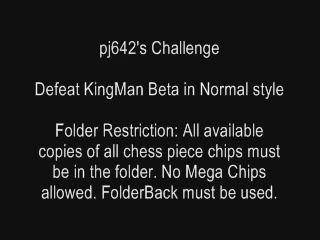 pj642's Challenge
Defeat KingMan Beta in Normal style
Folder Restriction: All available
copies of all chess piece chips must
be in the folder. No Mega Chips
allowed. FolderBack must be used.